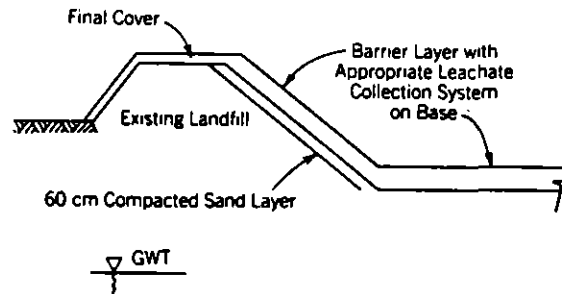 Final Cover
Barrier Layer with
Appropriate Leachate
Collection System
on Base
Existing Landfill
60 cm Compacted Sand Layer
GWT